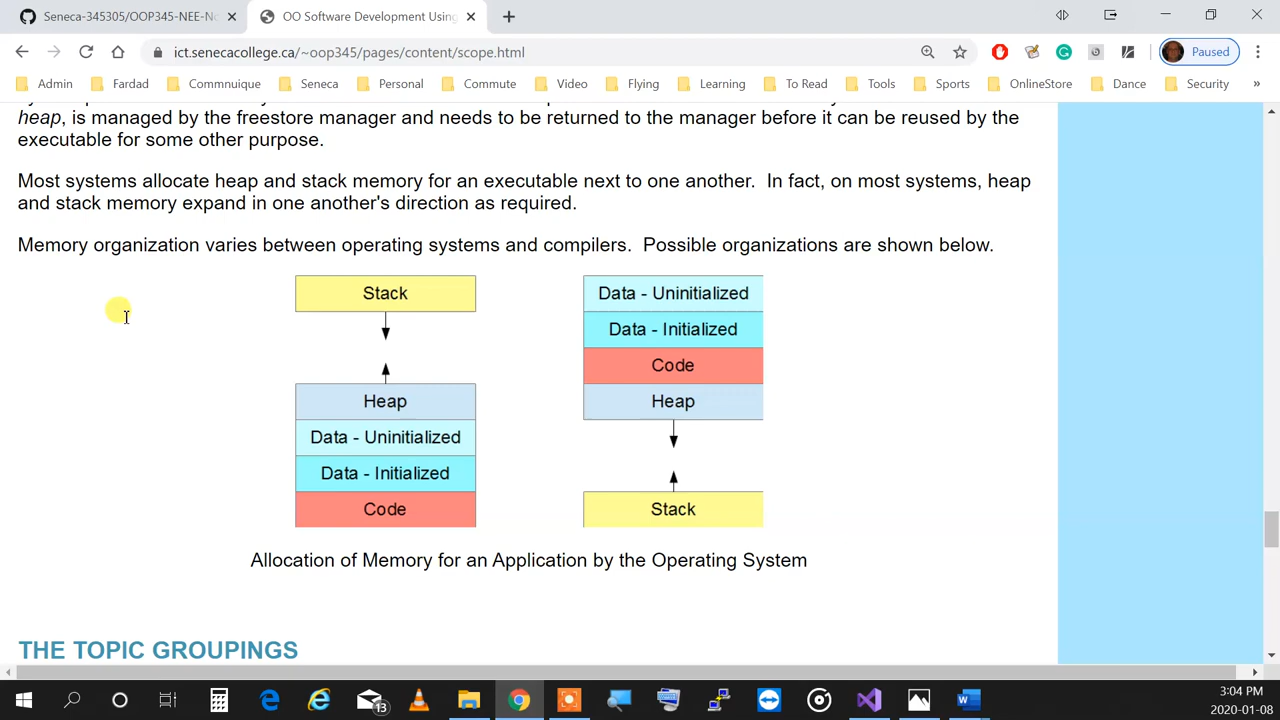 Seneca-345305/OOP345-NEE-No
OO Software Development Using
ict.senecacollege.ca/~oop345/pages/content/scope.html
Paused
Admin Fardad Commnuique Seneca Personal Commute Video Flying Learning To Read Tools Sports OnlineStore Dance Security »
heap, is managed by the freestore manager and needs to be returned to the manager before it can be reused by the
executable for some other purpose.
Most systems allocate heap and stack memory for an executable next to one another. In fact, on most systems, heap
and stack memory expand in one another's direction as required.
Memory organization varies between operating systems and compilers. Possible organizations are shown below.
Stack
Heap
Data - Uninitialized
Data - Initialized
Code
Data - Uninitialized
Data - Initialized
Code
Heap
Stack
Allocation of Memory for an Application by the Operating System
THE TOPIC GROUPINGS
13
3:04 PM
2020-01-08